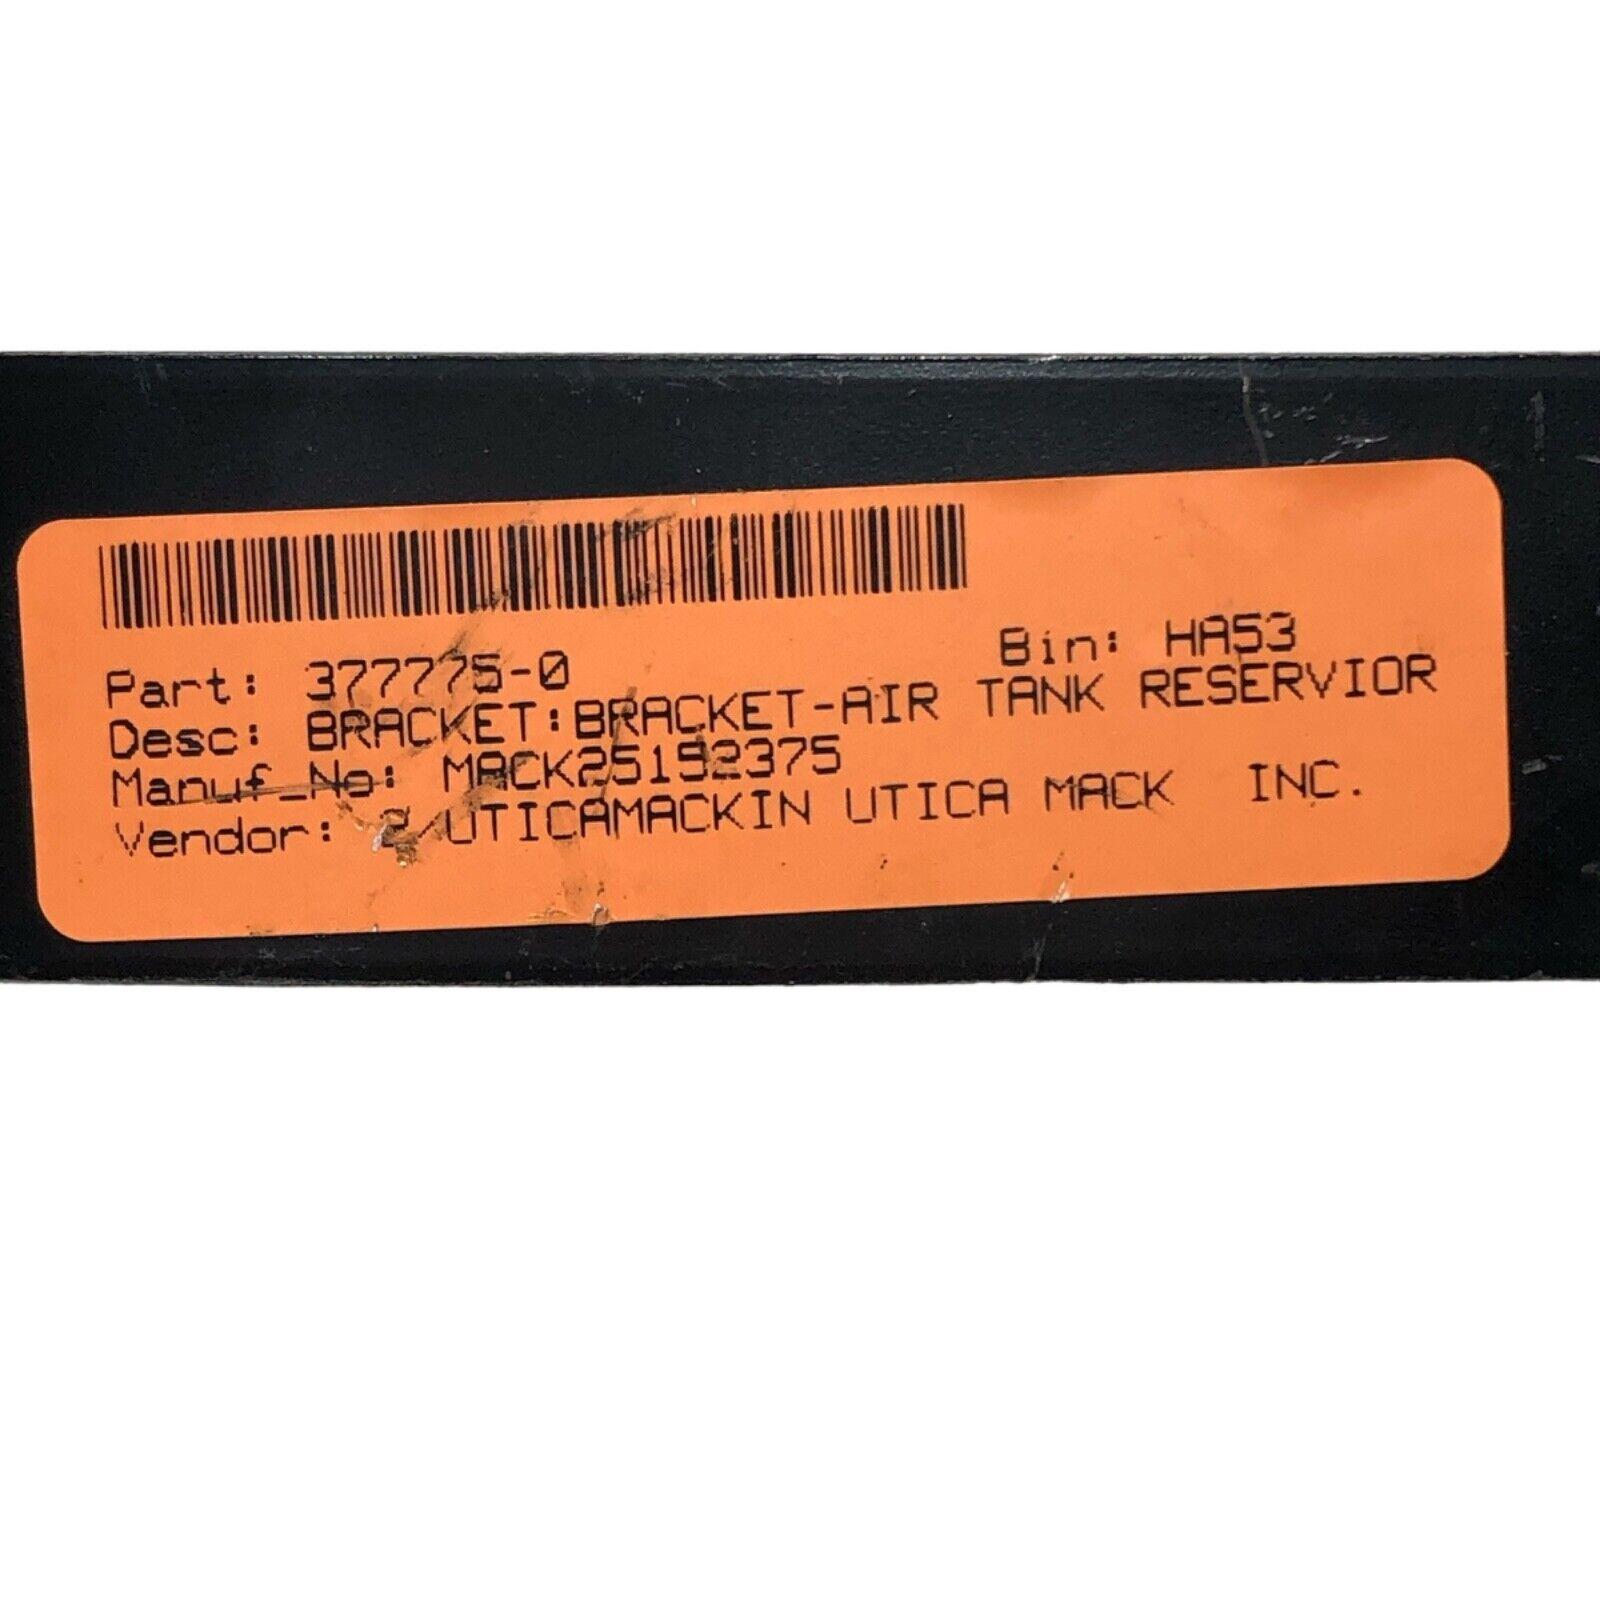 Part: 377775-0 Bin: HA53
Desc: BRACKET:BRACKET-AIR TANK RESERVIOR
Manuf_No: MACK25192375
Vendor: 2/UTICAMACKIN UTICA MACK INC.